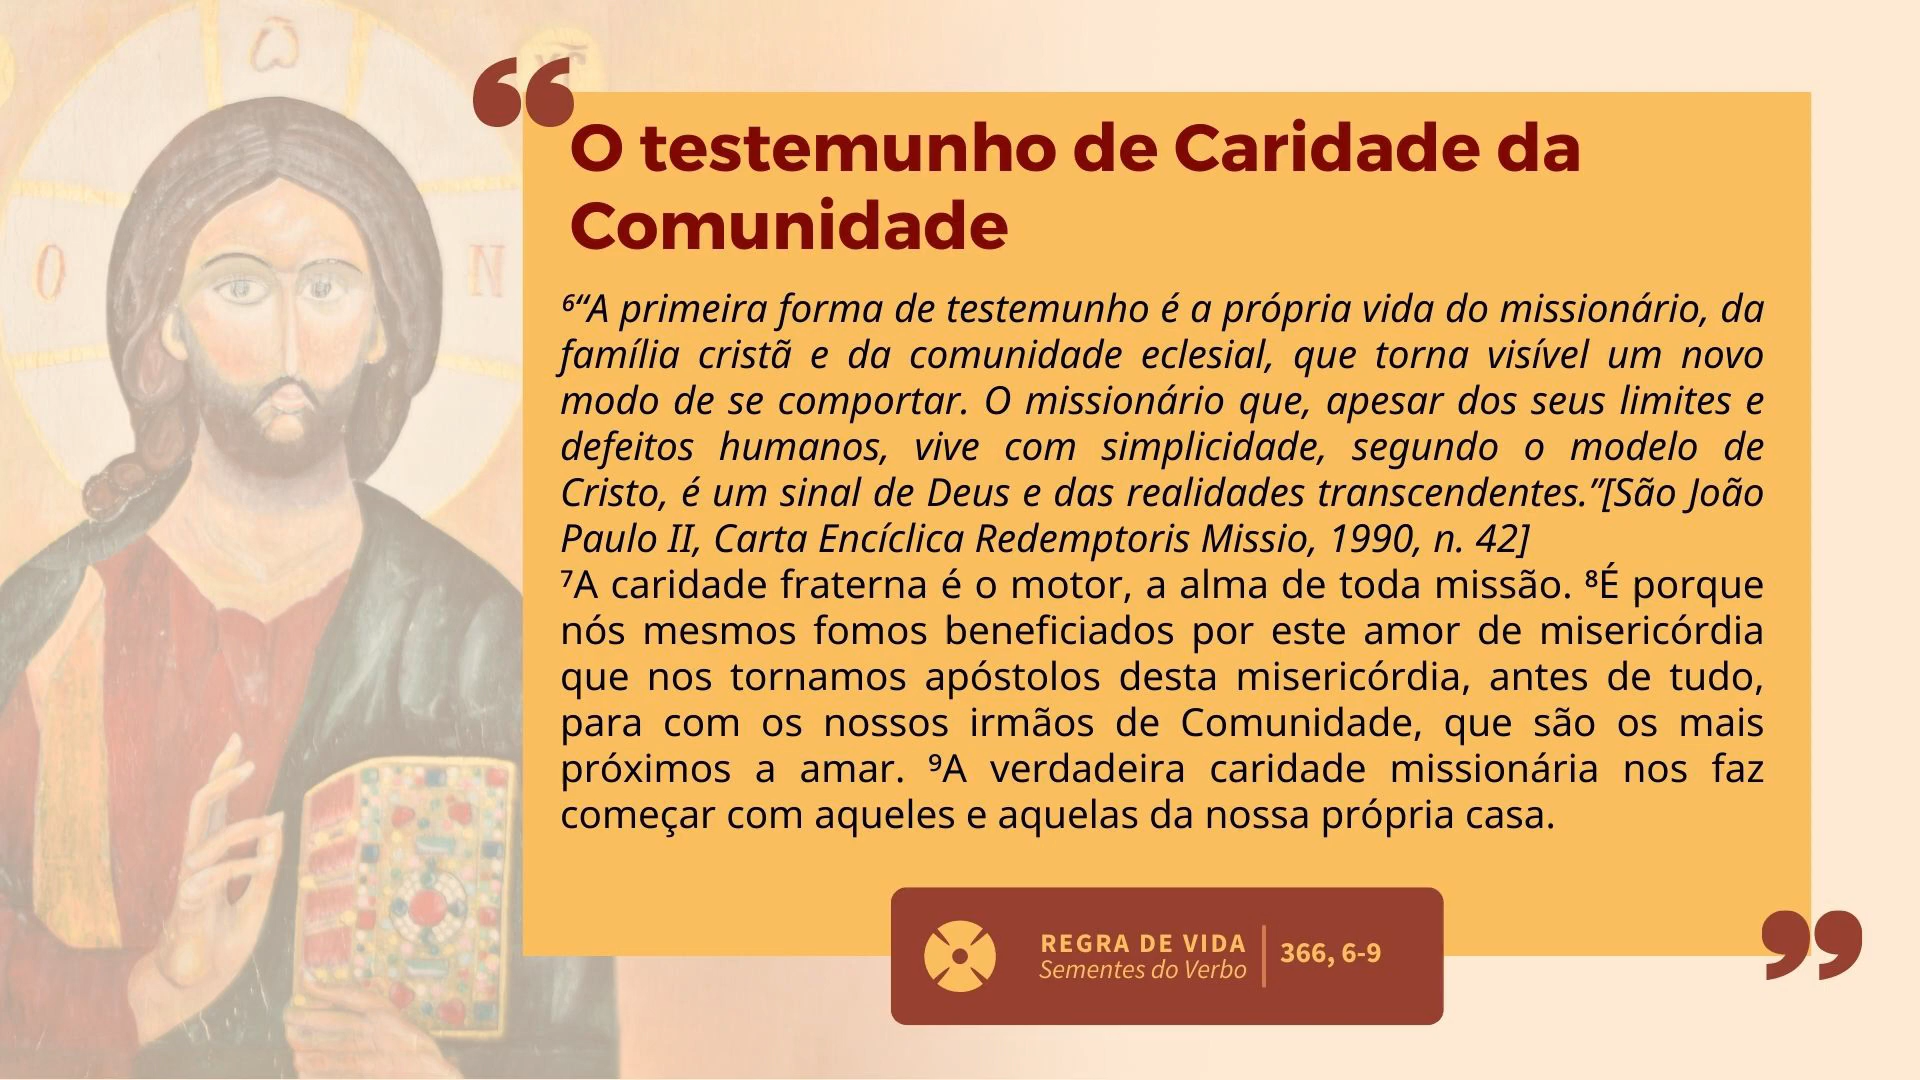 “
O testemunho de Caridade da
Comunidade
⁶“A primeira forma de testemunho é a própria vida do missionário, da
família cristã e da comunidade eclesial, que torna visível um novo
modo de se comportar. O missionário que, apesar dos seus limites e
defeitos humanos, vive com simplicidade, segundo o modelo de
Cristo, é um sinal de Deus e das realidades transcendentes.”[São João
Paulo II, Carta Encíclica Redemptoris Missio, 1990, n. 42]
⁷A caridade fraterna é o motor, a alma de toda missão. ⁸É porque
nós mesmos fomos beneficiados por este amor de misericórdia
que nos tornamos apóstolos desta misericórdia, antes de tudo,
para com os nossos irmãos de Comunidade, que são os mais
próximos a amar. ⁹A verdadeira caridade missionária nos faz
começar com aqueles e aquelas da nossa própria casa.
”
REGRA DE VIDA
Sementes do Verbo
366, 6-9
Ο
Ν